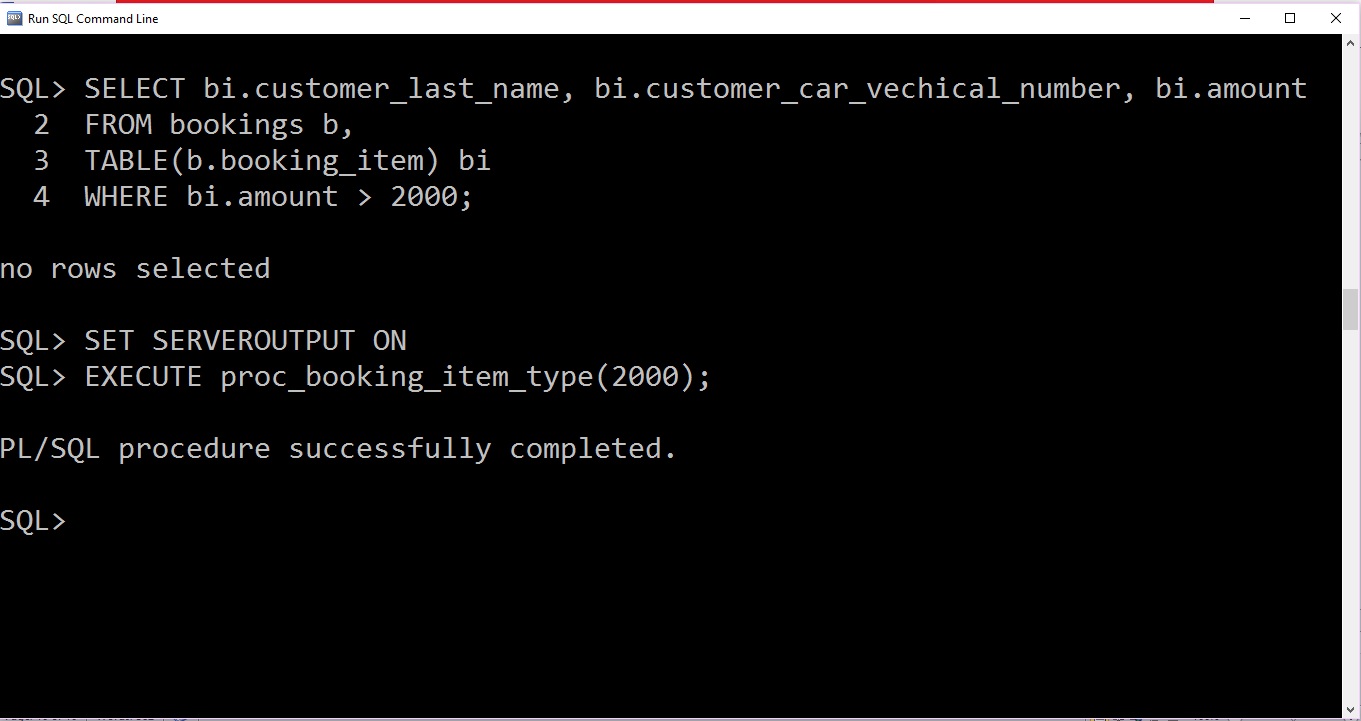 Run SQL Command Line
SQL> SELECT bi.customer_last_name, bi.customer_car_vechical_number, bi.amount
2 FROM bookings b,
3 TABLE(b.booking_item) bi
4 WHERE bi.amount > 2000;
no rows selected
SQL> SET SERVEROUTPUT ON
SQL> EXECUTE proc_booking_item_type(2000);
PL/SQL procedure successfully completed.
SQL>